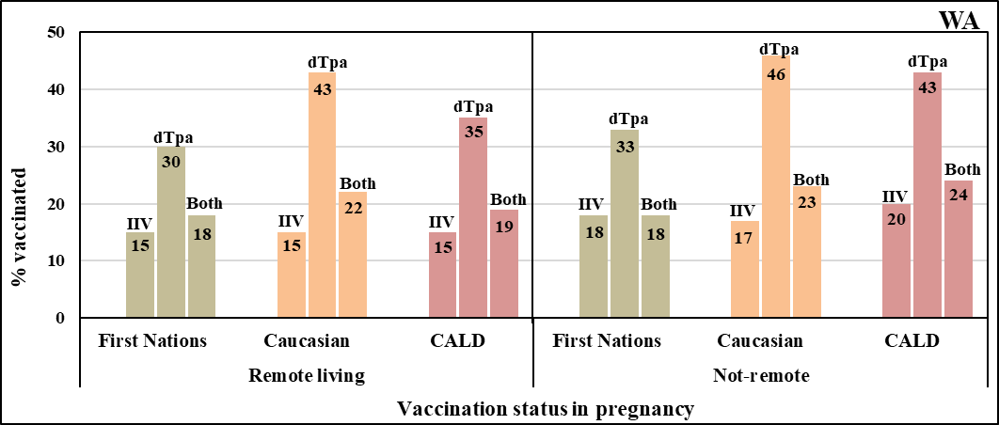 WA
% vaccinated
50
40
30
20
10
0
IIV
15
dTpa
30
Both
18
IIV
15
dTpa
43
Both
22
IIV
15
dTpa
35
Both
19
IIV
18
dTpa
33
Both
18
IIV
17
dTpa
46
Both
23
IIV
20
dTpa
43
Both
24
First Nations
Caucasian
CALD
First Nations
Caucasian
CALD
Remote living
Not-remote
Vaccination status in pregnancy